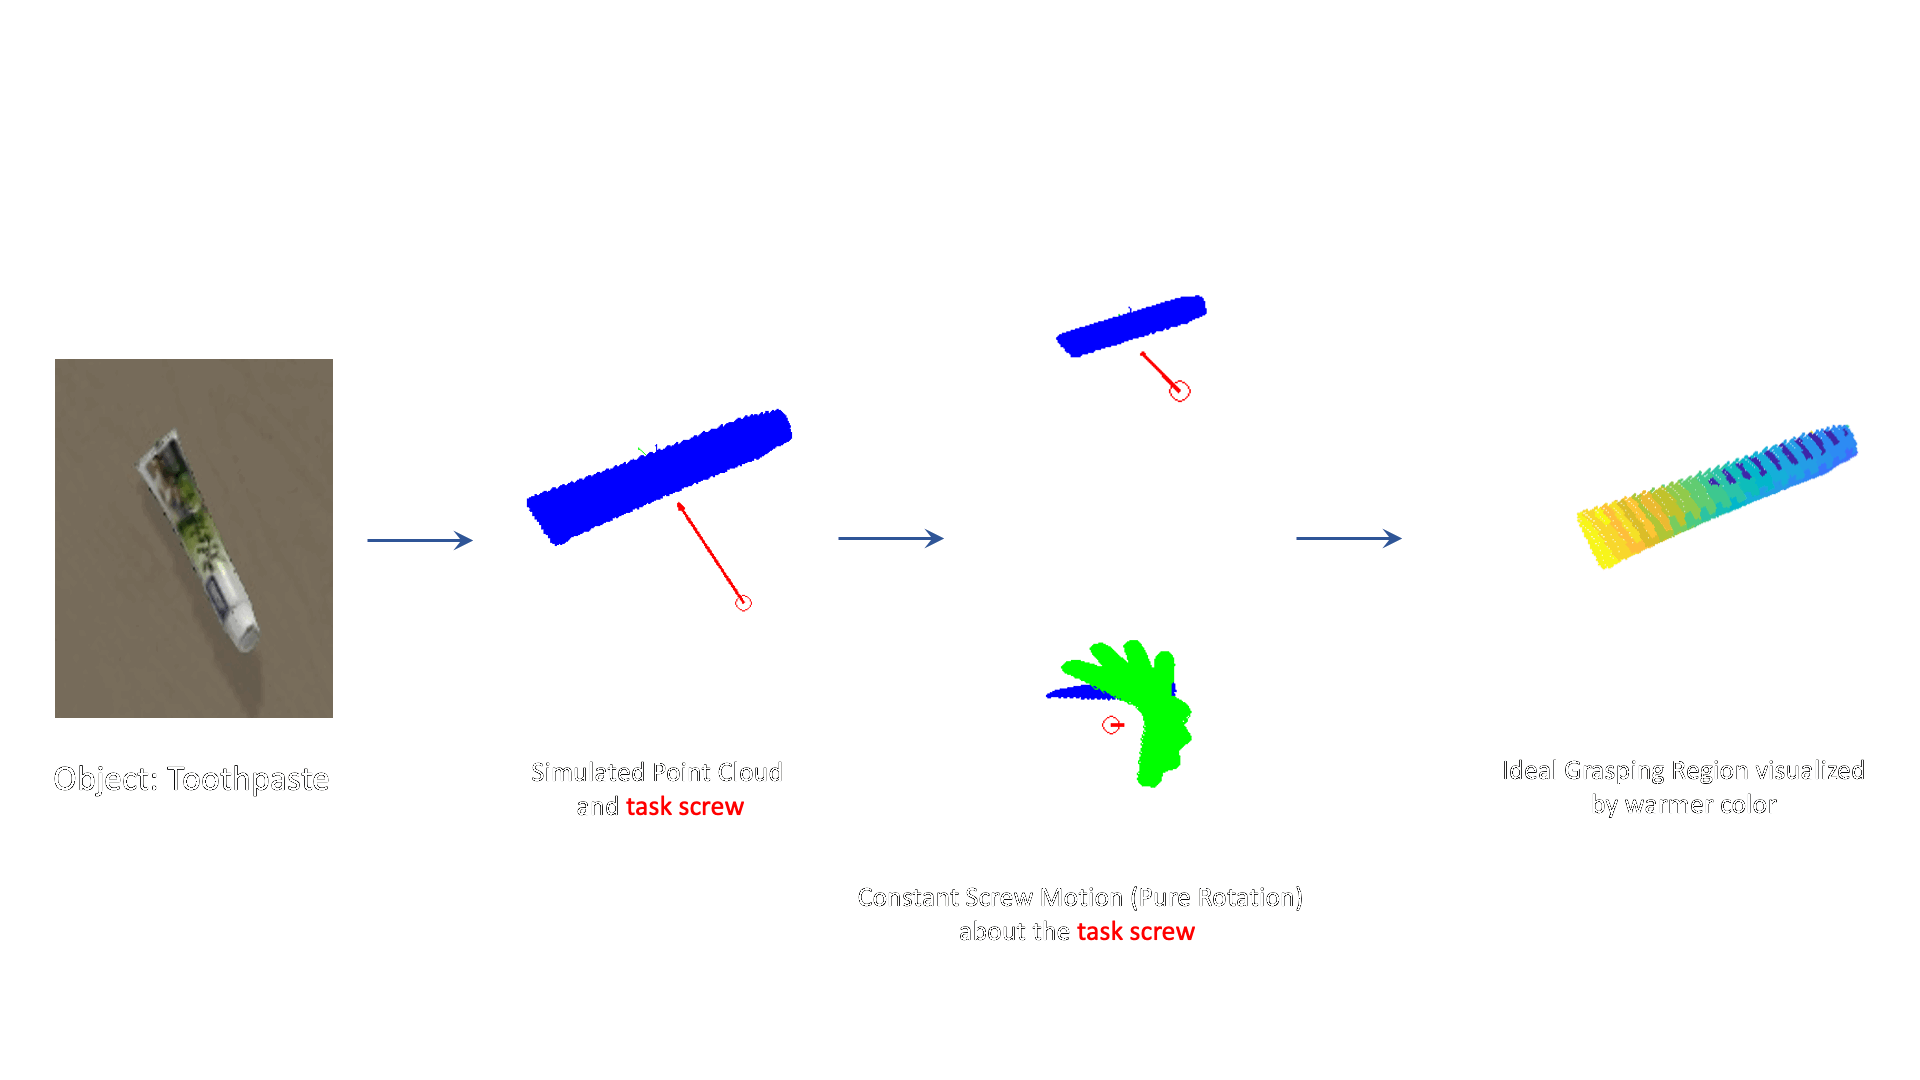 Object: Toothpaste
Simulated Point Cloud
and task screw
Constant Screw Motion (Pure Rotation)
about the task screw
Ideal Grasping Region visualized
by warmer color